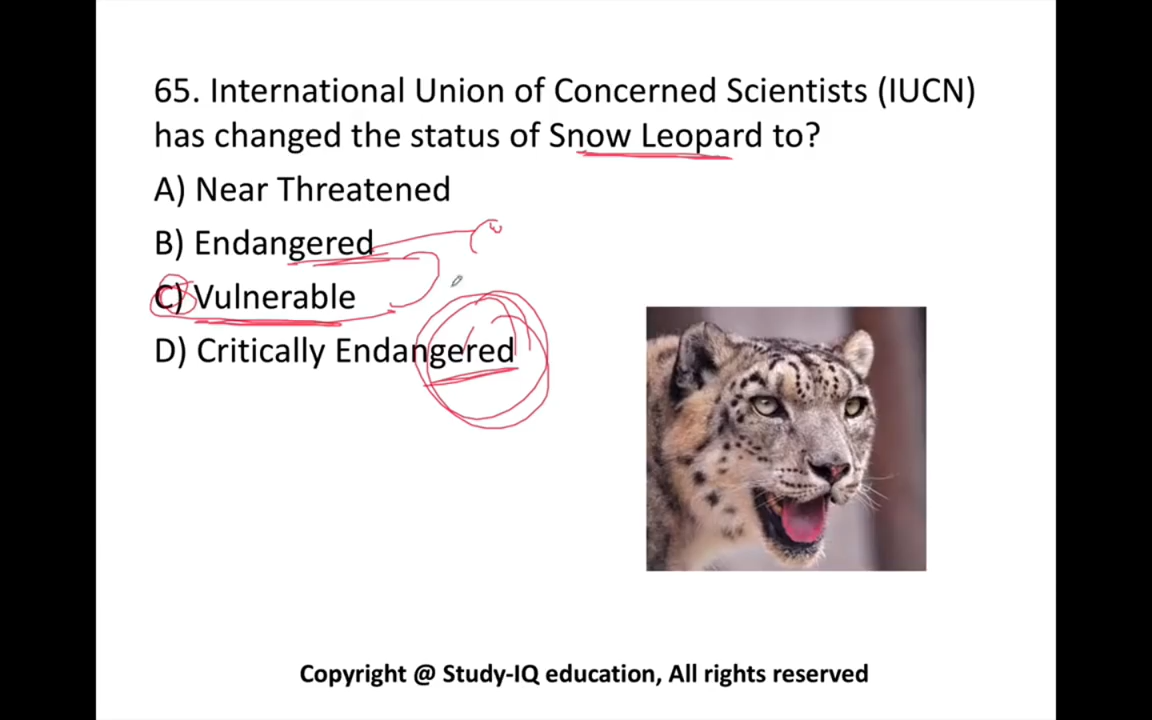 65. International Union of Concerned Scientists (IUCN)
has changed the status of Snow Leopard to?
A) Near Threatened
B) Endangered
C) Vulnerable
D) Critically Endangered
Copyright @ Study-IQ education, All rights reserved